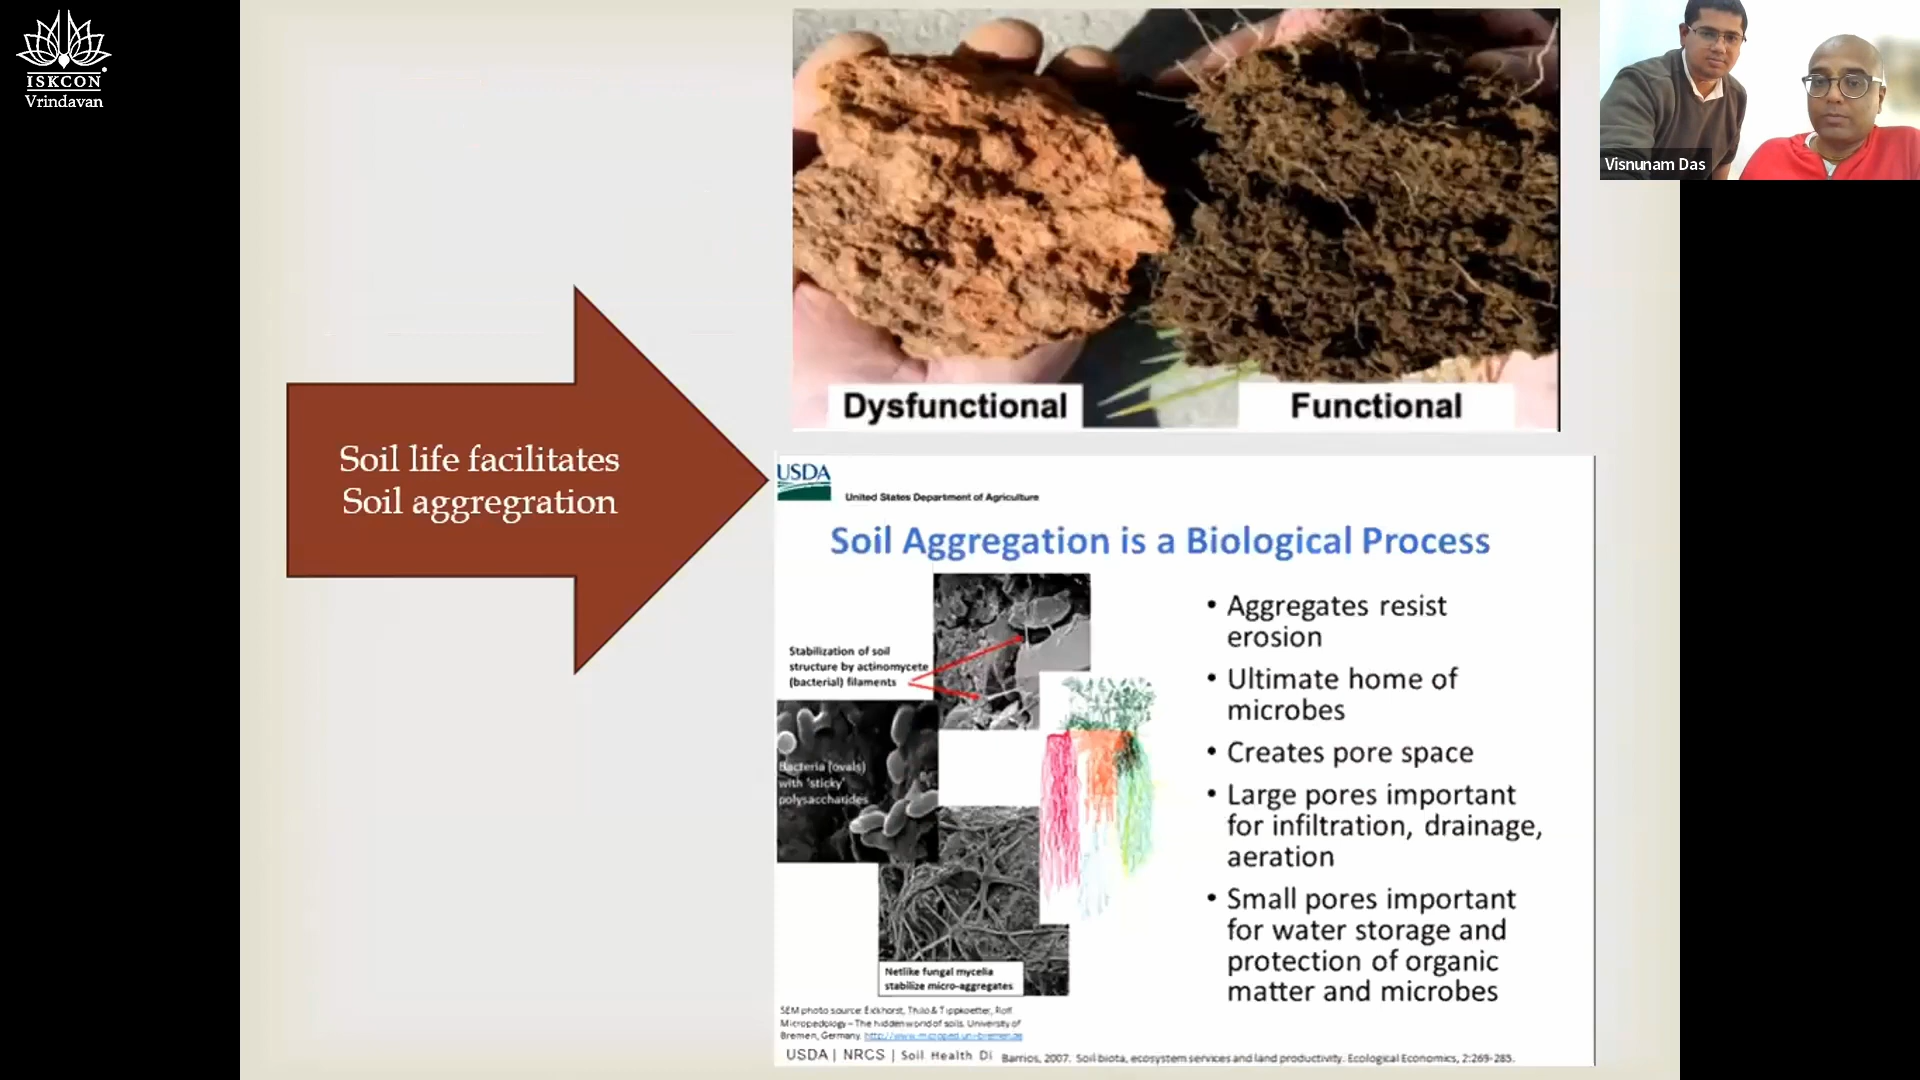 ISKCON
Vrindavan
Visnunam Das
Dysfunctional
Functional
Soil life facilitates
Soil aggregration
USDA
United States Department of Agriculture
Soil Aggregation is a Biological Process
Stabilization of soil
structure by actinomycete
(bacterial) filaments
Bacteria (ovals)
with 'sticky'
polysaccharides
Netlike fungal mycelia
stabilize micro-aggregates
• Aggregates resist
erosion
• Ultimate home of
microbes
• Creates pore space
• Large pores important
for infiltration, drainage,
aeration
• Small pores important
for water storage and
protection of organic
matter and microbes
SEM photo source: Eickhorst, Thilo & Tippkoetter, Rolf
Micropedology – The hidden world of soils. University of
Bremen, Germany. http://www.microped.uni-bremen.de
USDA | NRCS | Soil Health Di
Barrios, 2007. Soil biota, ecosystem services and land productivity. Ecological Economics, 2:269-285.